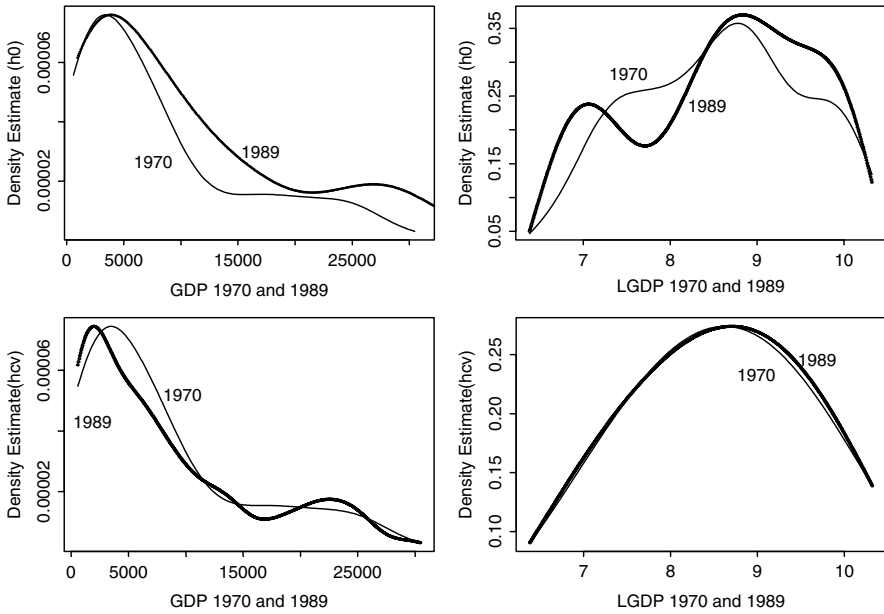 Density Estimate (h0)
0.00006
0.00002
1970
1989
0 5000 15000 25000
GDP 1970 and 1989
Density Estimate (h0)
0.35
0.25
0.15
0.05
1970
1989
7 8 9 10
LGDP 1970 and 1989
Density Estimate(hcv)
0.00006
0.00002
1989
1970
0 5000 15000 25000
GDP 1970 and 1989
Density Estimate (hcv)
0.25
0.20
0.15
0.10
1989
1970
7 8 9 10
LGDP 1970 and 1989